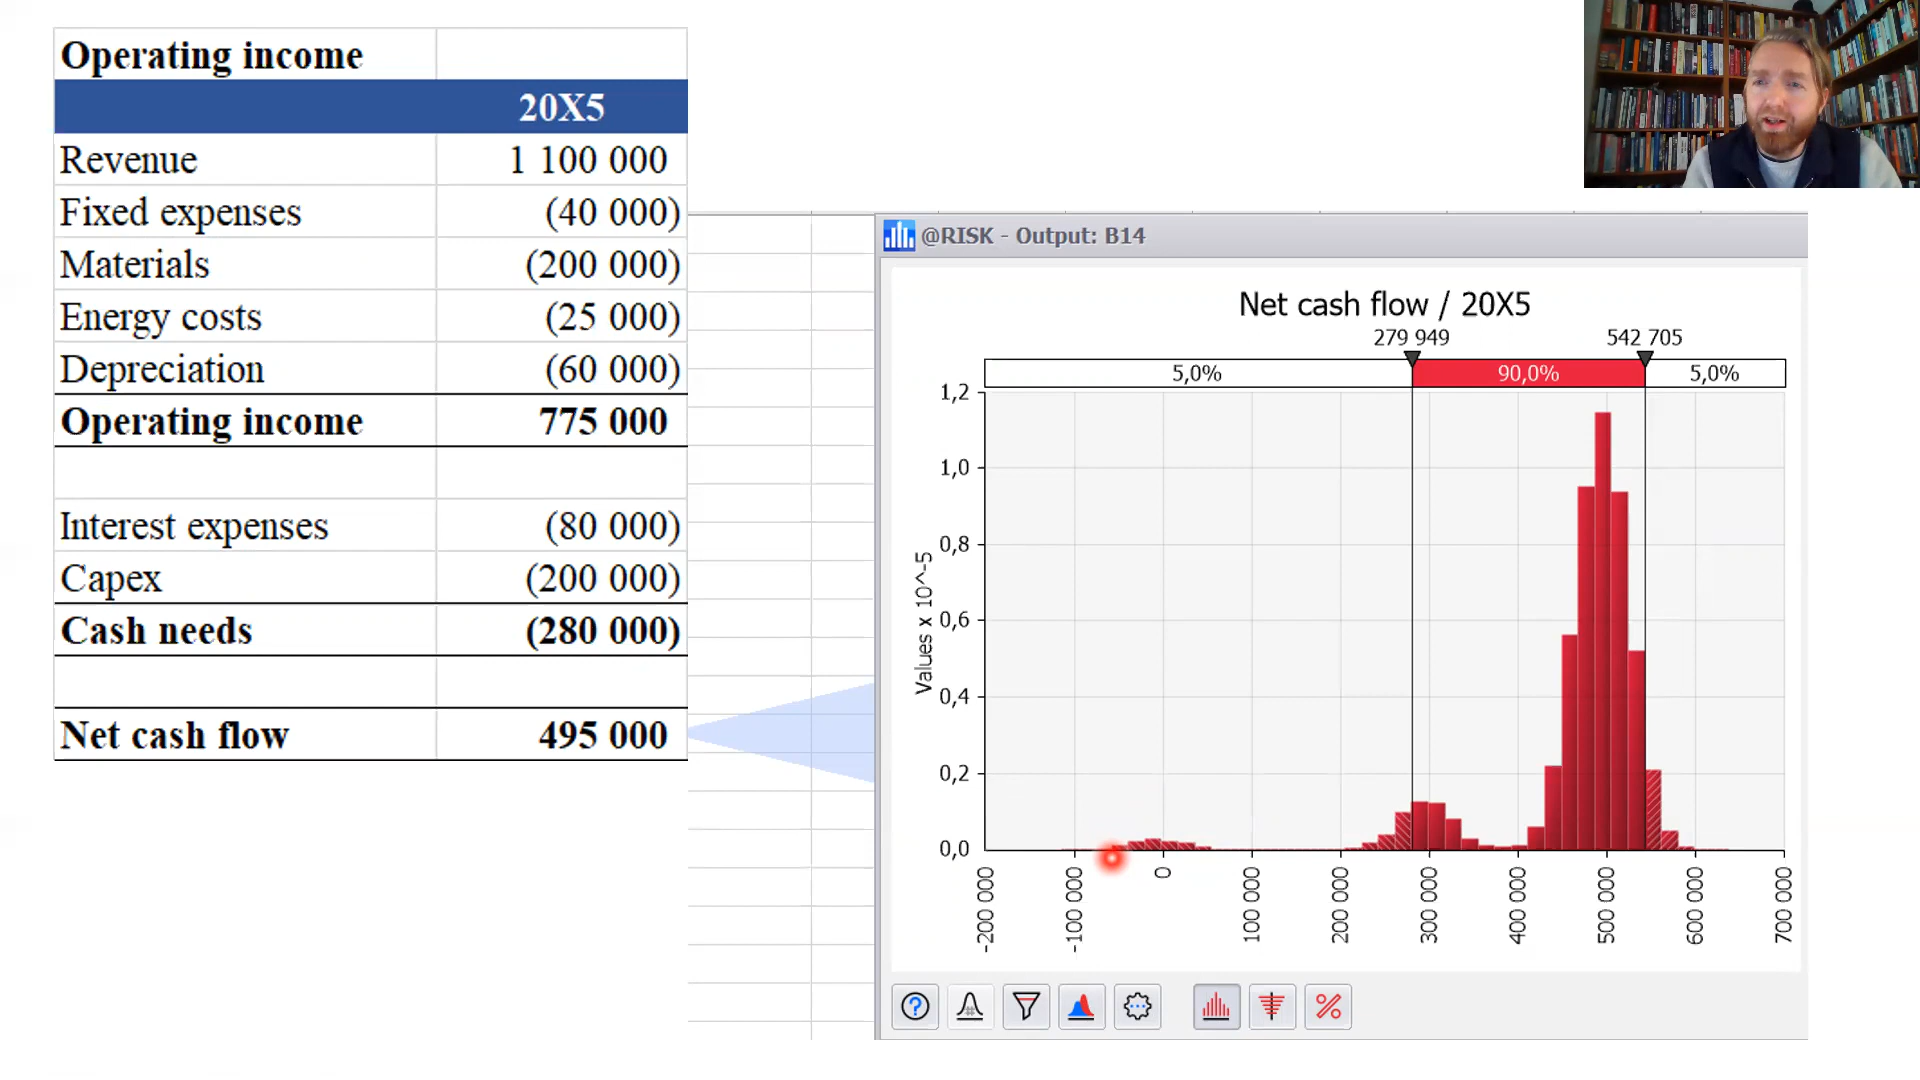 Operating income
20X5
Revenue 1 100 000
Fixed expenses (40 000)
Materials (200 000)
Energy costs (25 000)
Depreciation (60 000)
Operating income 775 000
Interest expenses (80 000)
Capex (200 000)
Cash needs (280 000)
Net cash flow 495 000
@RISK - Output: B14
Net cash flow / 20X5
279 949 542 705
5,0% 90,0% 5,0%
1,2
1,0
0,8
0,6
0,4
0,2
0,0
Values x 10^-5
-200 000
-100 000
0
100 000
200 000
300 000
400 000
500 000
600 000
700 000